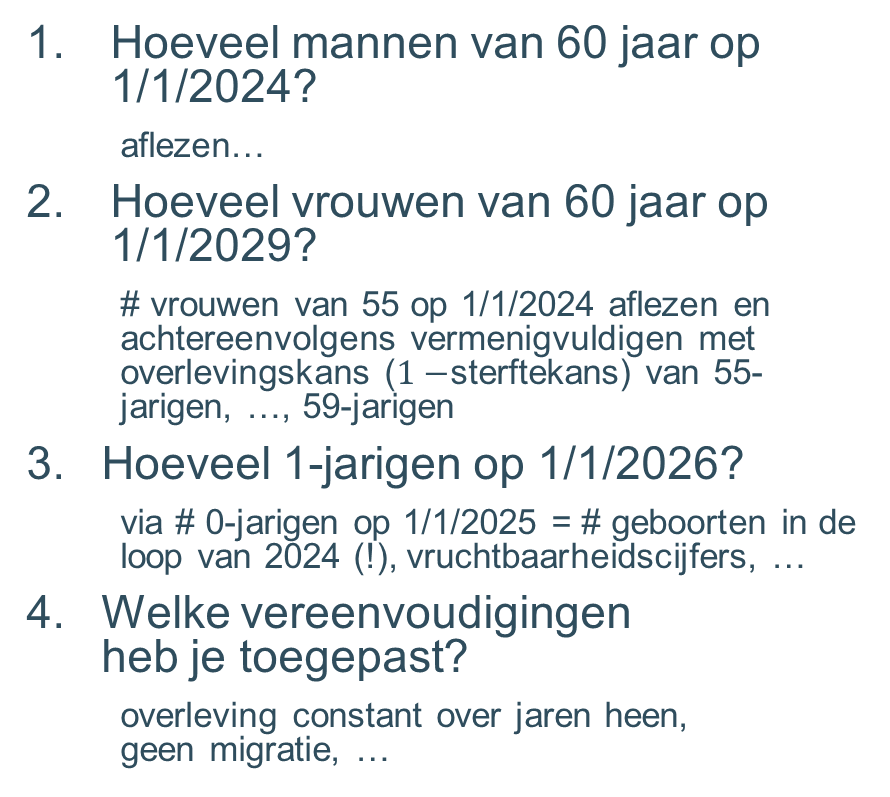 1. Hoeveel mannen van 60 jaar op
1/1/2024?
aflezen…
2. Hoeveel vrouwen van 60 jaar op
1/1/2029?
# vrouwen van 55 op 1/1/2024 aflezen en
achtereenvolgens vermenigvuldigen met
overlevingskans (1 −sterftekans) van 55-
jarigen, …, 59-jarigen
3. Hoeveel 1-jarigen op 1/1/2026?
via # 0-jarigen op 1/1/2025 = # geboorten in de
loop van 2024 (!), vruchtbaarheidscijfers, …
4. Welke vereenvoudigingen
heb je toegepast?
overleving constant over jaren heen,
geen migratie, …